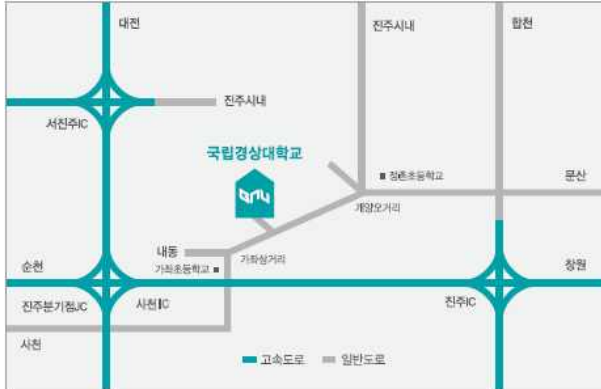 대전
진주시내
합천
진주시내
서진주IC
국립경상대학교
GNU
정촌초등학교
문산
개양오거리
내동
가좌초등학교
가좌삼거리
순천
창원
진주분기점JC
사천IC
진주IC
사천
고속도로
일반도로